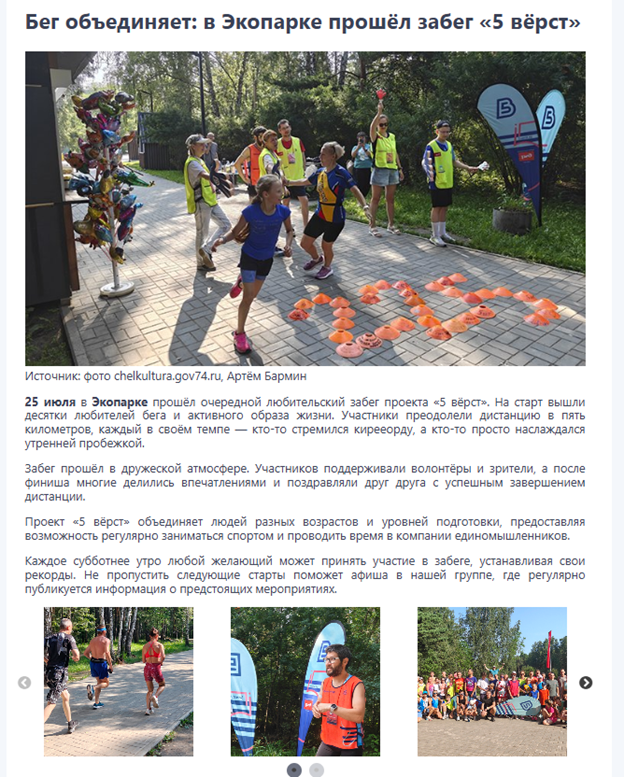 Бег объединяет: в Экопарке прошёл забег «5 вёрст»
Источник: фото chelkultura.gov74.ru, Артём Бармин
25 июля в Экопарке прошёл очередной любительский забег проекта «5 вёрст». На старт вышли
десятки любителей бега и активного образа жизни. Участники преодолели дистанцию в пять
километров, каждый в своём темпе — кто-то стремился кирееорду, а кто-то просто наслаждался
утренней пробежкой.
Забег прошёл в дружеской атмосфере. Участников поддерживали волонтёры и зрители, а после
финиша многие делились впечатлениями и поздравляли друг друга с успешным завершением
дистанции.
Проект «5 вёрст» объединяет людей разных возрастов и уровней подготовки, предоставляя
возможность регулярно заниматься спортом и проводить время в компании единомышленников.
Каждое субботнее утро любой желающий может принять участие в забеге, устанавливая свои
рекорды. Не пропустить следующие старты поможет афиша в нашей группе, где регулярно
публикуется информация о предстоящих мероприятиях.